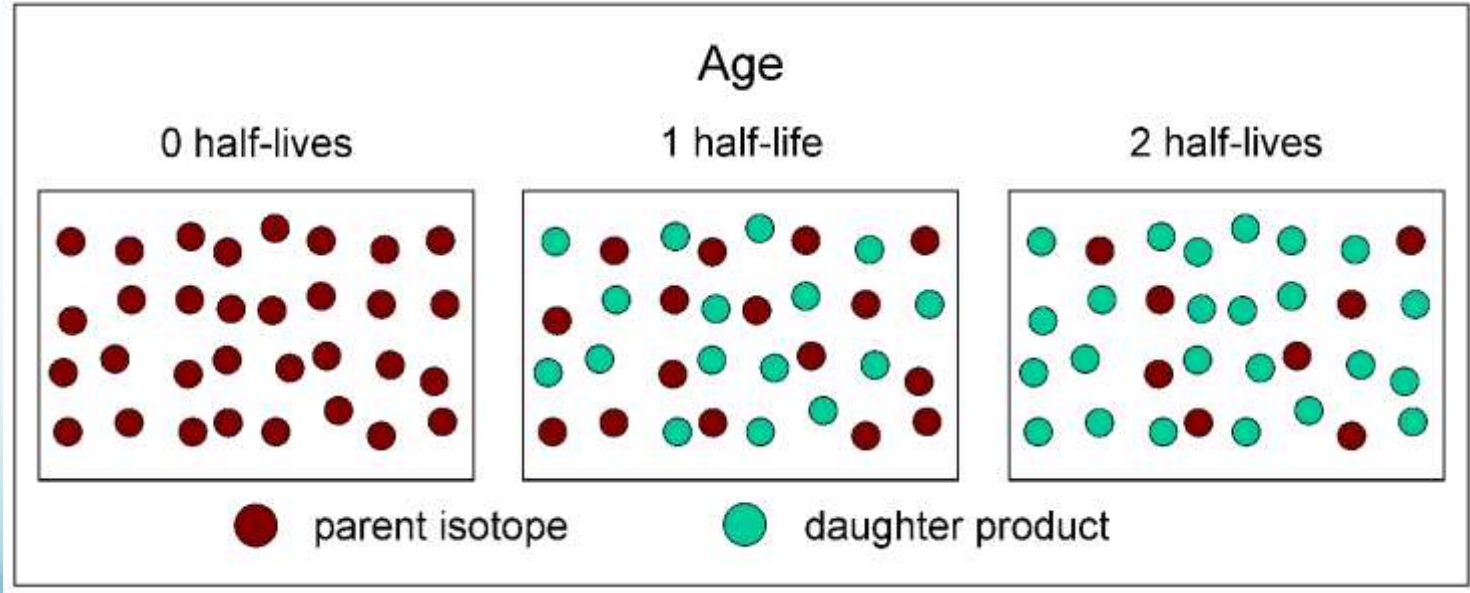 Age
0 half-lives
1 half-life
2 half-lives
parent isotope
daughter product